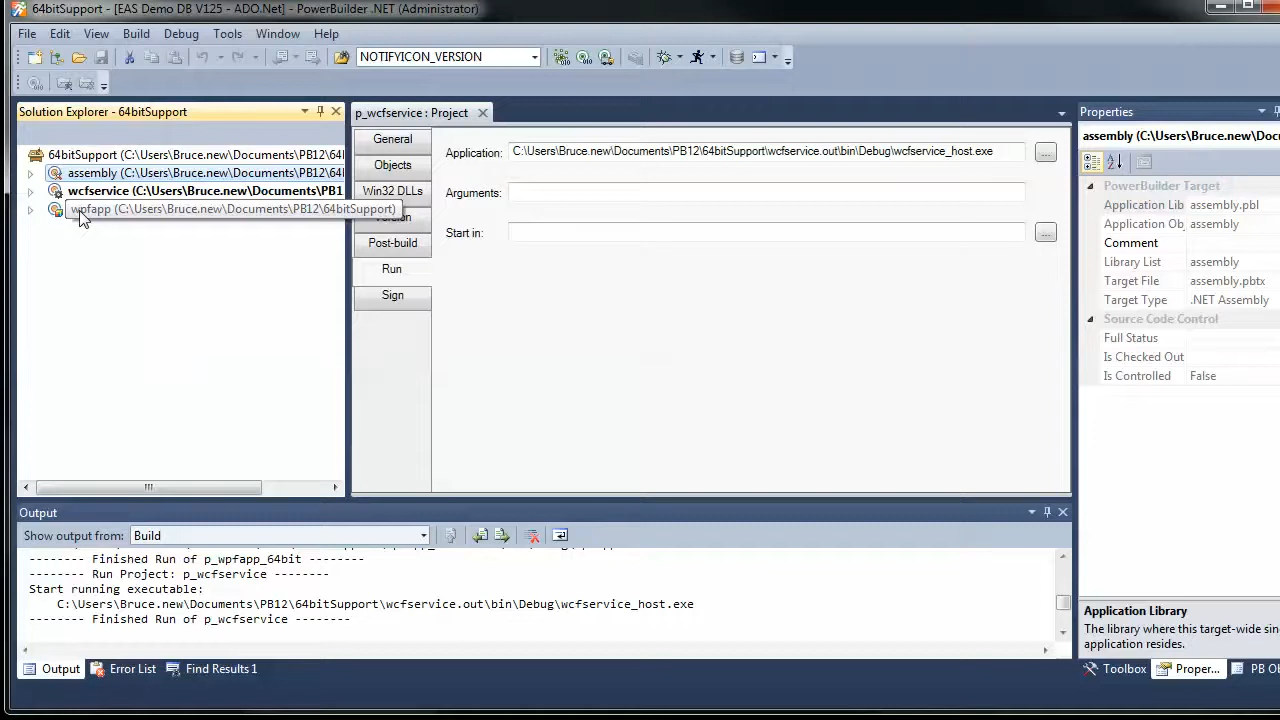 64bitSupport - [EAS Demo DB V125 - ADO.Net] - PowerBuilder .NET (Administrator)
File Edit View Build Debug Tools Window Help
NOTIFYICON_VERSION
Solution Explorer - 64bitSupport
p_wcfservice : Project
Properties
64bitSupport (C:\Users\Bruce.new\Documents\PB12\64l
assembly (C:\Users\Bruce.new\Documents\PB12\64l
wcfservice (C:\Users\Bruce.new\Documents\PB1
wpfapp (C:\Users\Bruce.new\Documents\PB12\64bitSupport)
General
Objects
Win32 DLLs
Post-build
Run
Sign
Application: C:\Users\Bruce.new\Documents\PB12\64bitSupport\wcfservice.out\bin\Debug\wcfservice_host.exe ...
Arguments:
Start in: ...
assembly (C:\Users\Bruce.new\Doc
PowerBuilder Target
Application Lib assembly.pbl
Application Obj assembly
Comment
Library List assembly
Target File assembly.pbtx
Target Type .NET Assembly
Source Code Control
Full Status
Is Checked Out
Is Controlled False
Application Library
The library where this target-wide sin
application resides.
Output
Show output from: Build
-------- Finished Run of p_wpfapp_64bit --------
-------- Run Project: p_wcfservice --------
Start running executable:
C:\Users\Bruce.new\Documents\PB12\64bitSupport\wcfservice.out\bin\Debug\wcfservice_host.exe
-------- Finished Run of p_wcfservice --------
Output Error List Find Results 1
Toolbox Proper... PB Ob